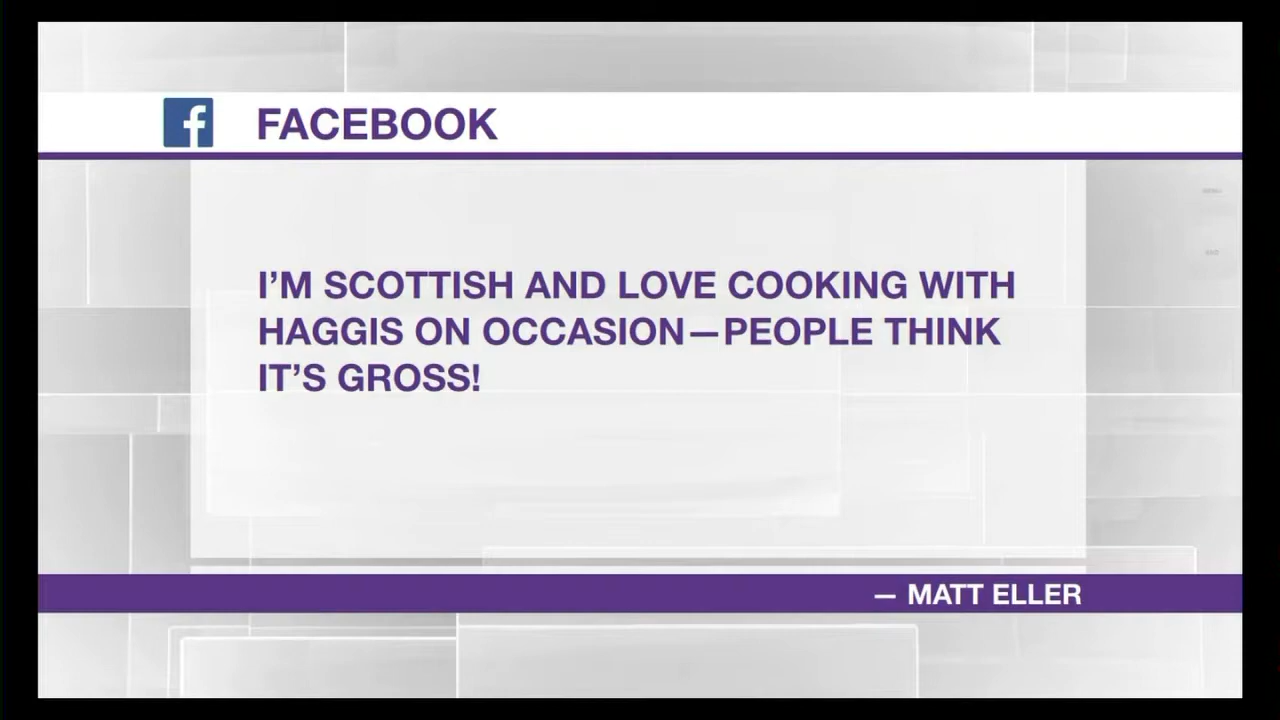 FACEBOOK
I’M SCOTTISH AND LOVE COOKING WITH
HAGGIS ON OCCASION—PEOPLE THINK
IT’S GROSS!
— MATT ELLER